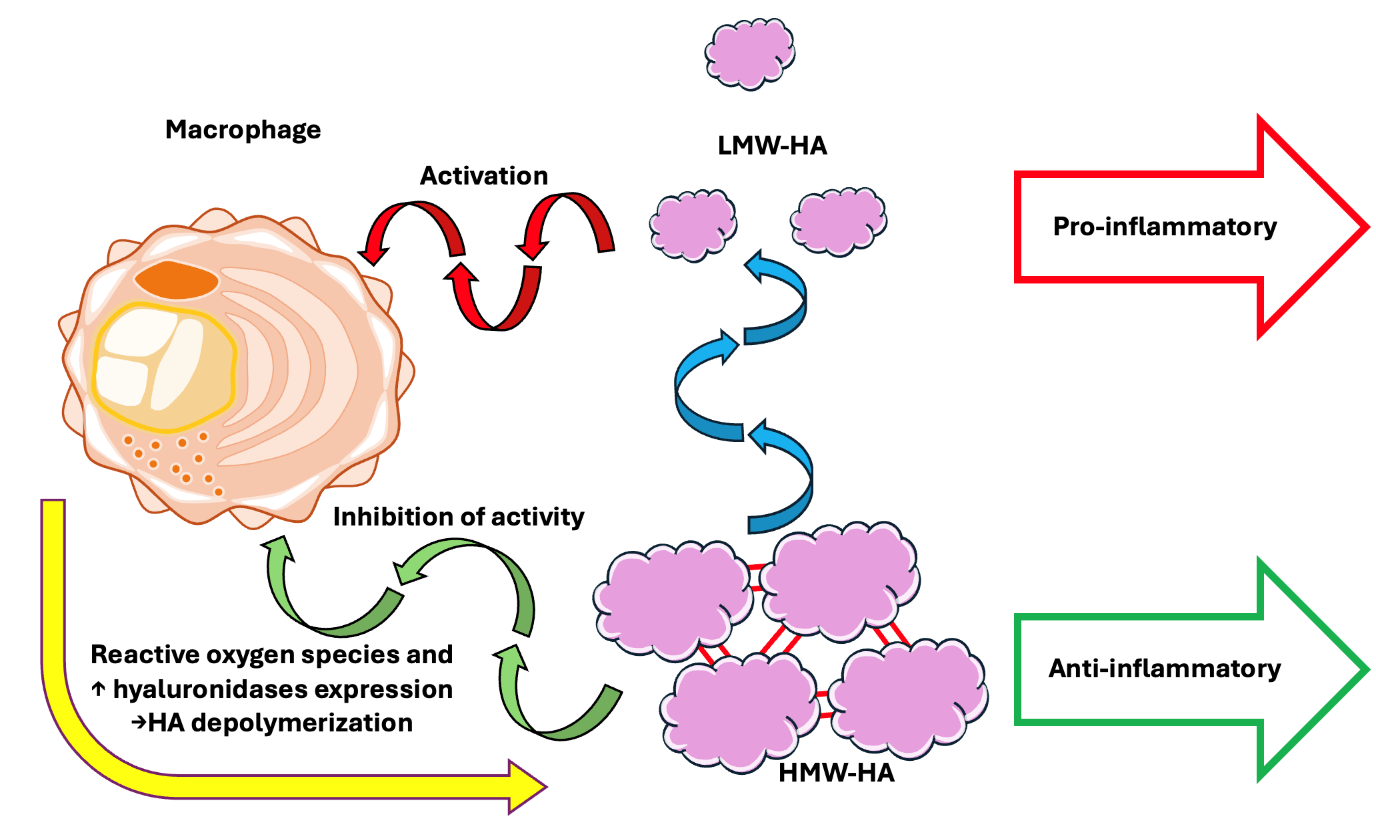 Macrophage
Activation
LMW-HA
Pro-inflammatory
Inhibition of activity
Reactive oxygen species and
↑ hyaluronidases expression
→HA depolymerization
HMW-HA
Anti-inflammatory